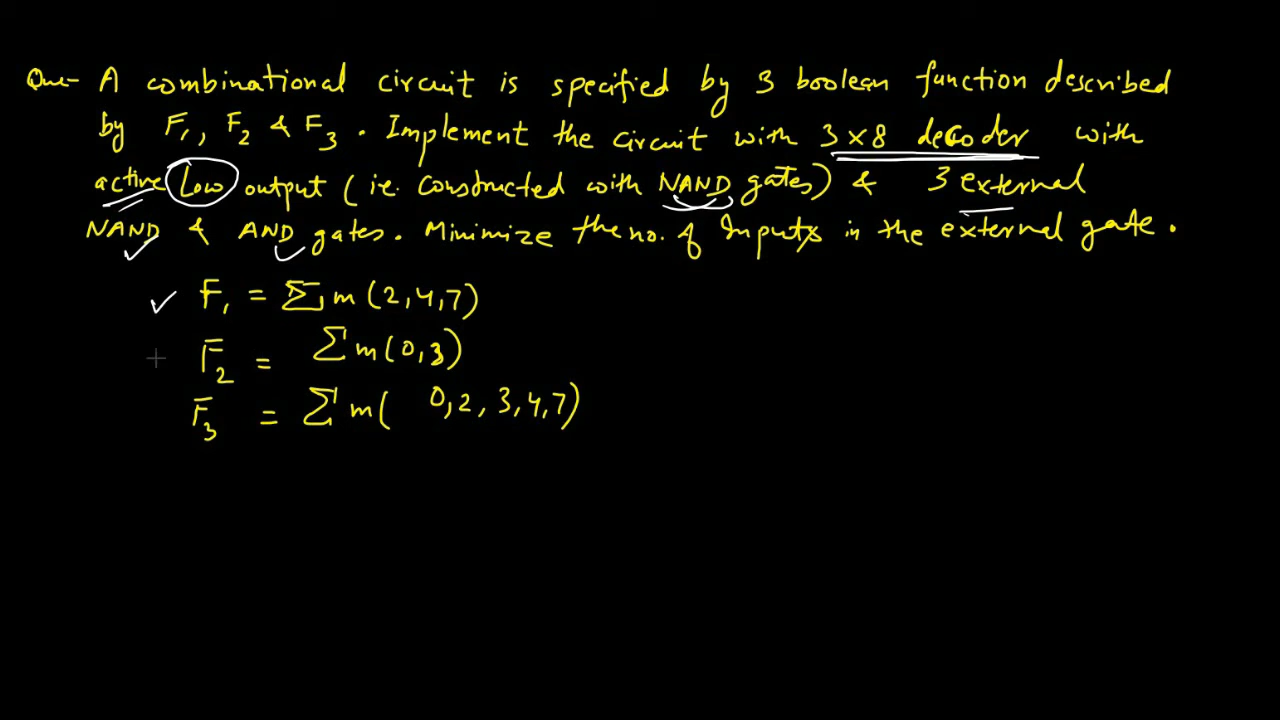 Que- A combinational circuit is specified by 3 boolean function described
by F1, F2 & F3. Implement the circuit with 3x8 decoder with
active Low output (ie. constructed with NAND gates) & 3 external
NAND & AND gates. Minimize the no. of Inputs in the external gate.
F1 = Σm(2,4,7)
F2 = Σm(0,3)
F3 = Σm( 0,2,3,4,7)